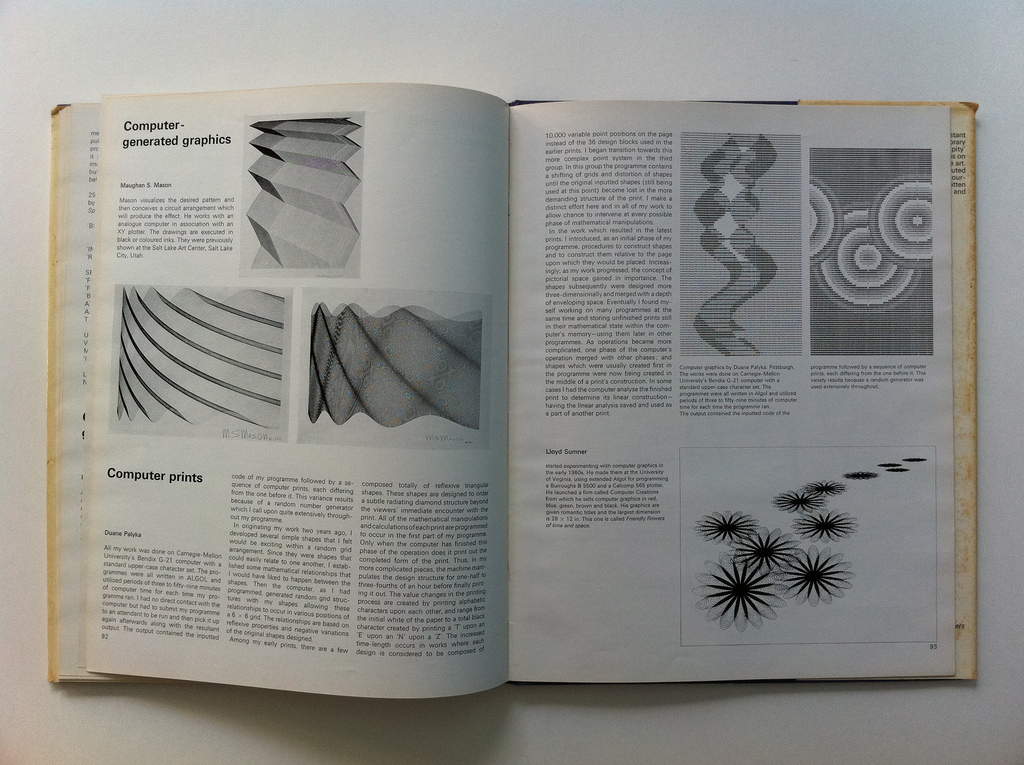 Computer-
generated graphics
Maughan S. Mason
Mason visualizes the desired pattern and
then conceives a circuit arrangement which
will produce the effect. He works with an
analogue computer in association with an
XY plotter. The drawings are executed in
black or coloured inks. They were previously
shown at the Salt Lake Art Center, Salt Lake
City, Utah.
MSMASON
MSMASON
Computer prints
Duane Palyka
All my work was done on Carnegie-Mellon
University's Bendix G-21 computer with a
standard upper-case character set. The pro-
grammes were all written in ALGOL and
utilized periods of three to fifty-nine minutes
of computer time for each time my pro-
gramme ran. I had no direct contact with the
computer but had to submit my programme
to an attendant to be run and then pick it up
again afterwards along with the resultant
output. The output contained the inputted
82
code of my programme followed by a se-
quence of computer prints, each differing
from the one before it. This variance results
because of a random number generator
which I call upon quite extensively through-
out my programme.
In originating my work two years ago, I
developed several simple shapes that I felt
would be exciting within a random grid
arrangement. Since they were shapes that
could easily relate to one another, I estab-
lished some mathematical relationships that
I would have liked to happen between the
shapes. Then the computer, as I had
programmed, generated random grid struc-
tures with my shapes allowing these
relationships to occur in various positions of
a 6 × 6 grid. The relationships are based on
reflexive properties and negative variations
of the original shapes designed.
Among my early prints, there are a few
composed totally of reflexive triangular
shapes. These shapes are designed to order
a subtle radiating diamond structure beyond
the viewers' immediate encounter with the
print. All of the mathematical manipulations
and calculations of each print are programmed
to occur in the first part of my programme.
Only when the computer has finished this
phase of the operation does it print out the
completed form of the print. Thus, in my
more complicated pieces, the machine mani-
pulates the design structure for one-half to
three-fourths of an hour before finally print-
ing it out. The value changes in the printing
process are created by printing alphabetic
characters upon each other, and range from
the initial white of the paper to a total black
character created by printing a 'T' upon an
'E' upon an 'N' upon a 'Z'. The increased
time-length occurs in works where each
design is considered to be composed of
10,000 variable point positions on the page
instead of the 36 design blocks used in the
earlier prints. I began transition towards this
more complex point system in the third
group. In this group the programme contains
a shifting of grids and distortion of shapes
until the original inputted shapes (still being
used at this point) become lost in the more
demanding structure of the print. I make a
distinct effort here and in all of my work to
allow chance to intervene at every possible
phase of mathematical manipulations.
In the work which resulted in the latest
prints, I introduced, as an initial phase of my
programme, procedures to construct shapes
and to construct them relative to the page
upon which they would be placed. Increas-
ingly, as my work progressed, the concept of
pictorial space gained in importance. The
shapes subsequently were designed more
three-dimensionally and merged with a depth
of enveloping space. Eventually I found my-
self working on many programmes at the
same time and storing unfinished prints still
in their mathematical state within the com-
puter's memory—using them later in other
programmes. As operations became more
complicated, one phase of the computer's
operation merged with other phases; and
shapes which were usually created first in
the programme were now being created in
the middle of a print's construction. In some
cases I had the computer analyse the finished
print to determine its linear construction—
having the linear analysis saved and used as
a part of another print.
Computer graphics by Duane Palyka, Pittsburgh.
The works were done on Carnegie-Mellon
University's Bendix G-21 computer with a
standard upper-case character set. The
programmes were all written in Algol and utilized
periods of three to fifty nine minutes of computer
time for each time the programme ran.
The output contained the inputted code of the
programme followed by a sequence of computer
prints, each differing from the one before it. This
variety results because a random generator was
used extensively throughout.
Lloyd Sumner
started experimenting with computer graphics in
the early 1960s. He made them at the University
of Virginia, using extended Algol for programming
a Burroughs B 5500 and a Calcomp 565 plotter.
He launched a firm called Computer Creations
from which he sells computer graphics in red,
blue, green, brown and black. His graphics are
given romantic titles and the largest dimension
is 28 × 12 in. This one is called Friendly flowers
of time and space.
93